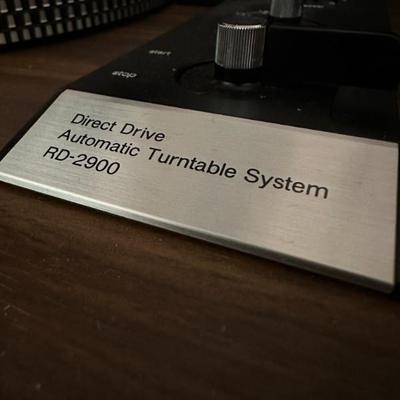 start
stop
Direct Drive
Automatic Turntable System
RD-2900